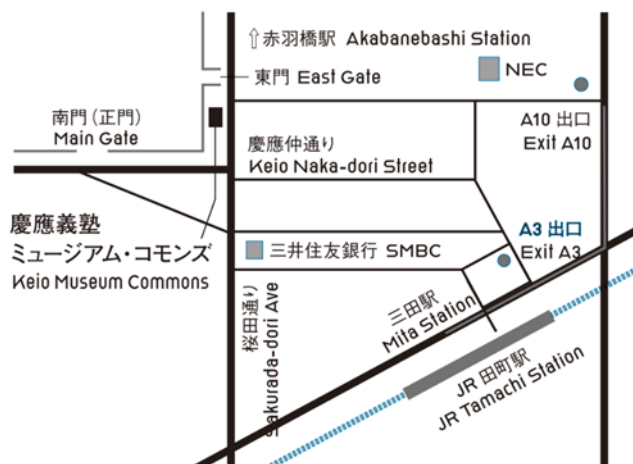 赤羽橋駅 Akabanebashi Station
東門 East Gate
NEC
南門(正門)
Main Gate
A10 出口
Exit A10
慶應仲通り
Keio Naka-dori Street
慶應義塾
ミュージアム・コモンズ
Keio Museum Commons
A3 出口
Exit A3
三井住友銀行 SMBC
桜田通り
Sakurada-dori Ave
三田駅
Mita Station
JR 田町駅
JR Tamachi Station